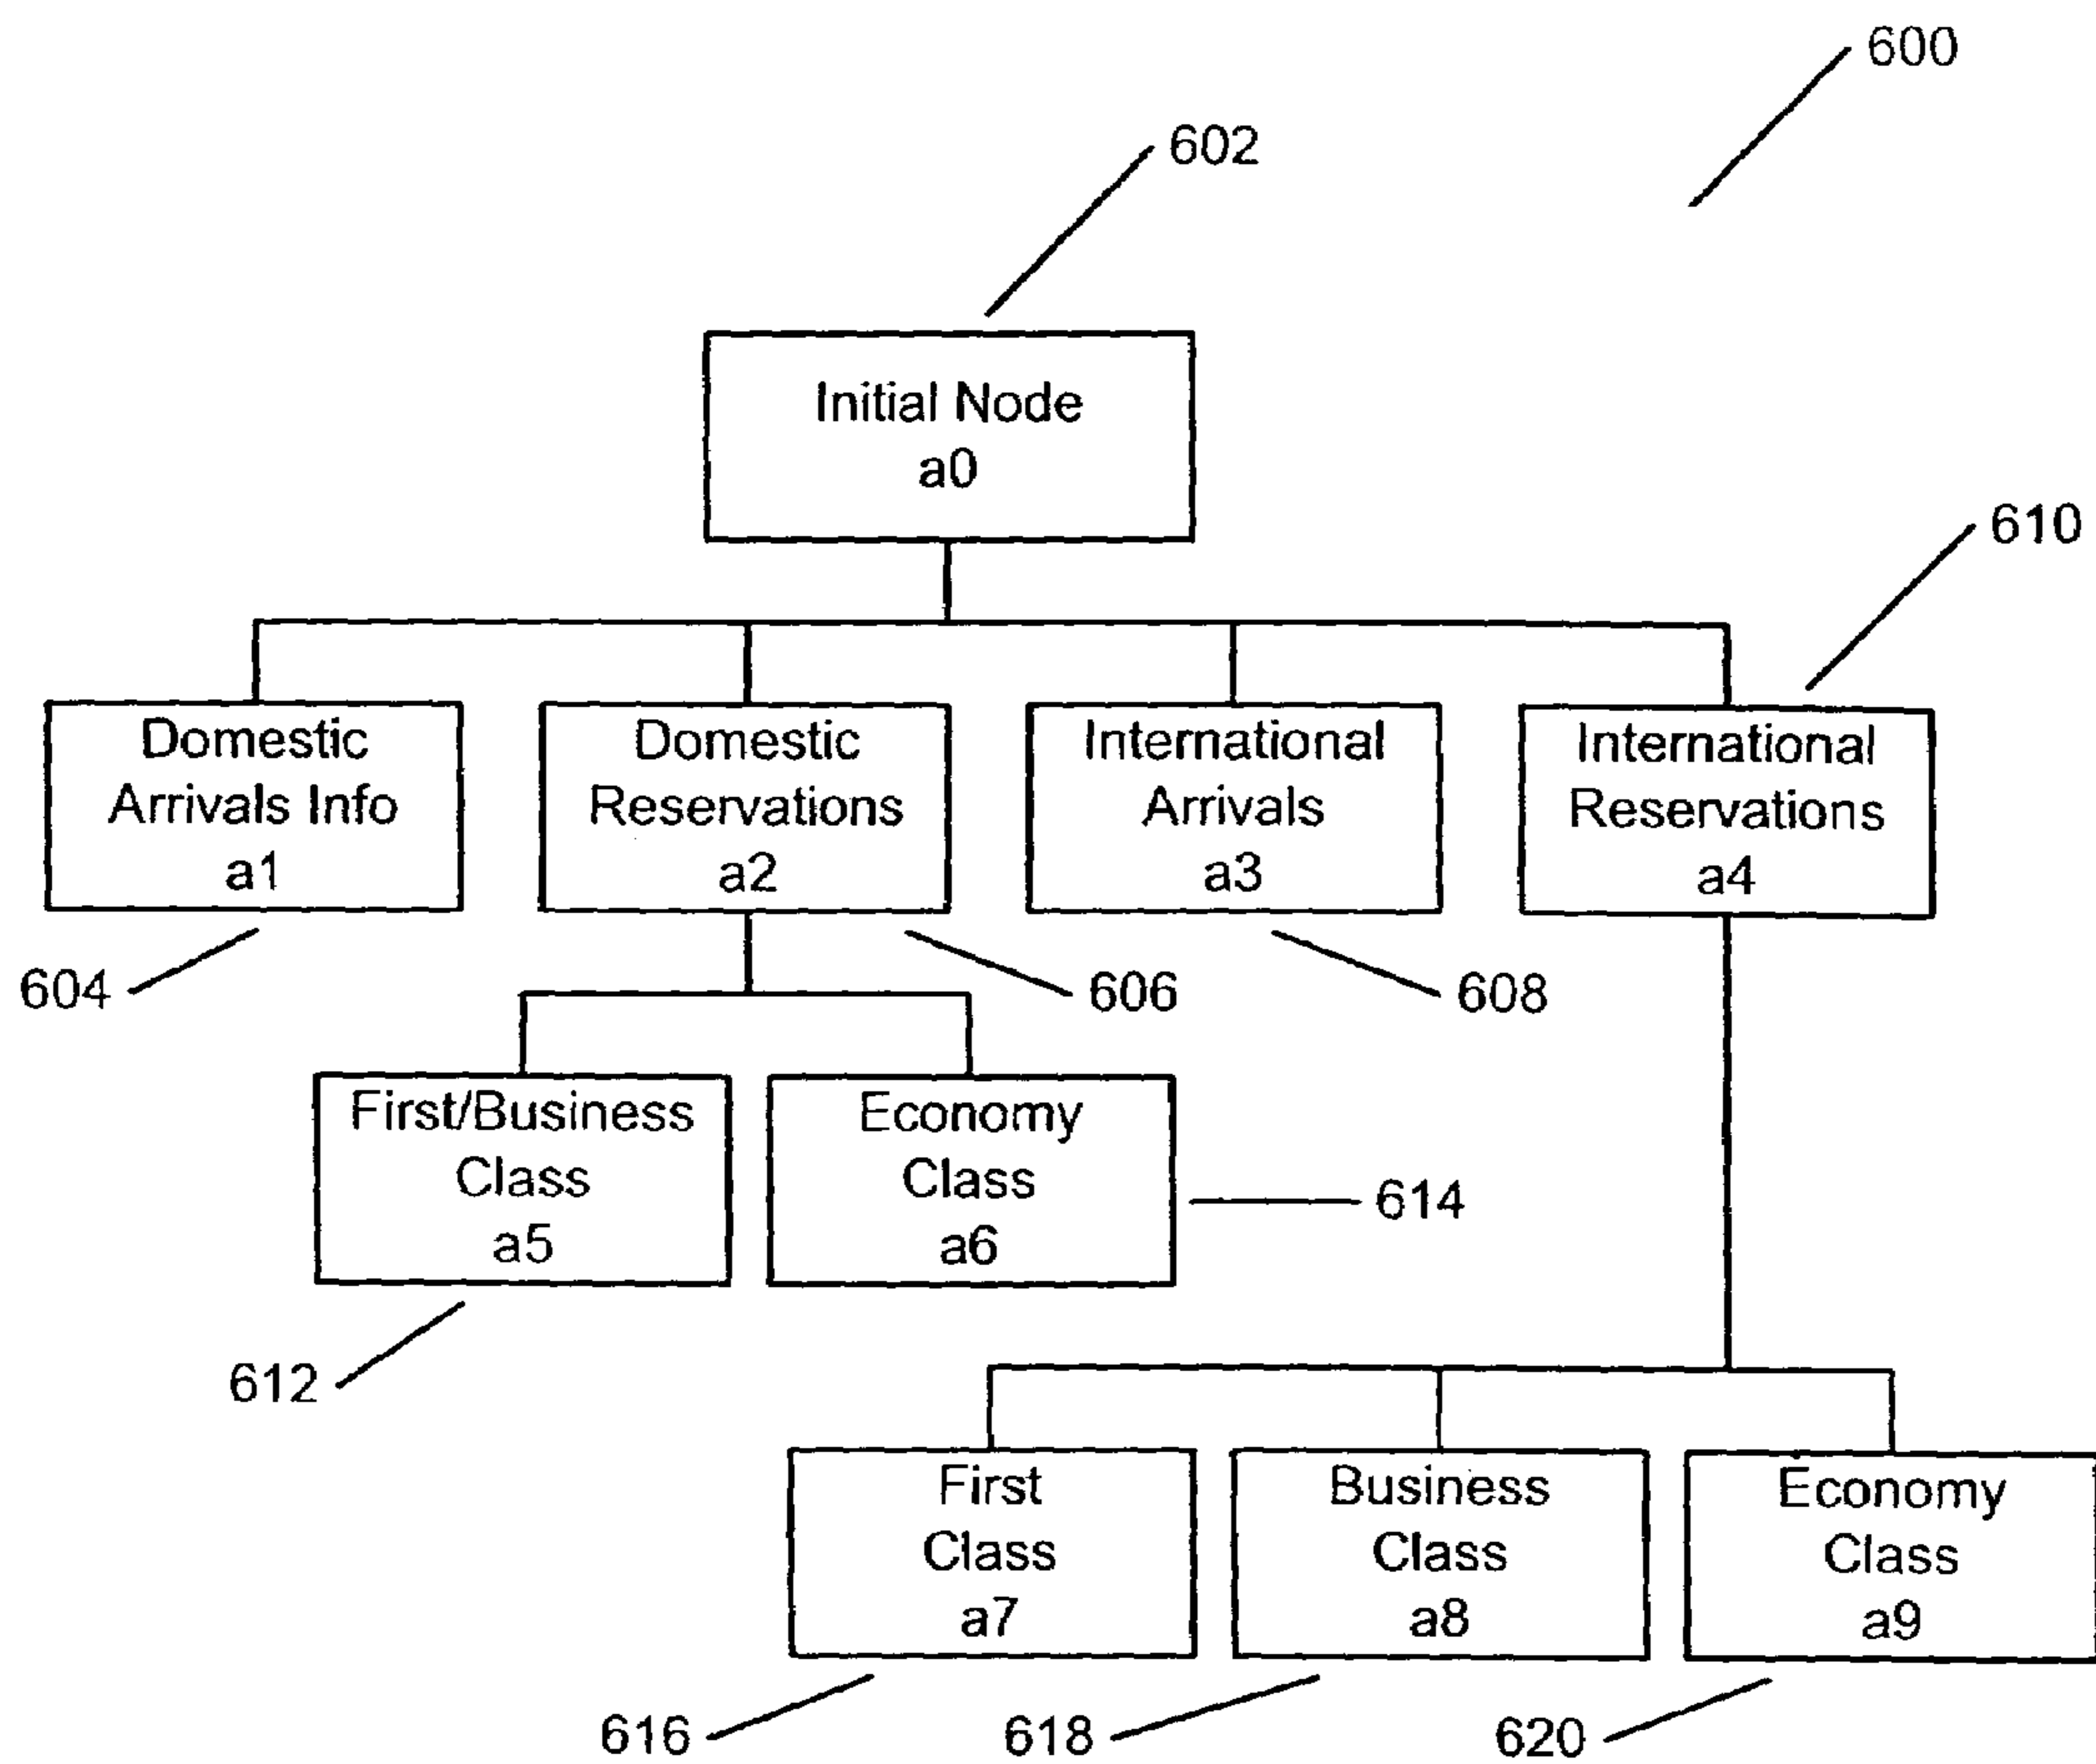 600
602
Initial Node
a0
610
Domestic
Arrivals Info
a1
Domestic
Reservations
a2
International
Arrivals
a3
International
Reservations
a4
604
606
608
First/Business
Class
a5
Economy
Class
a6
614
612
First
Class
a7
Business
Class
a8
Economy
Class
a9
616
618
620